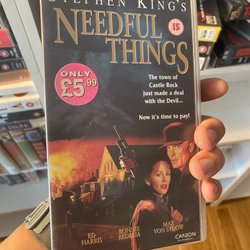 STEPHEN KING'S
NEEDFUL
THINGS
15
ONLY
£5.99
The town of
Castle Rock
just made a deal
with the Devil...
Now it's time to pay!
ED
HARRIS
BONNIE
BEDELIA
MAX
VON SYDOW
CARLTON